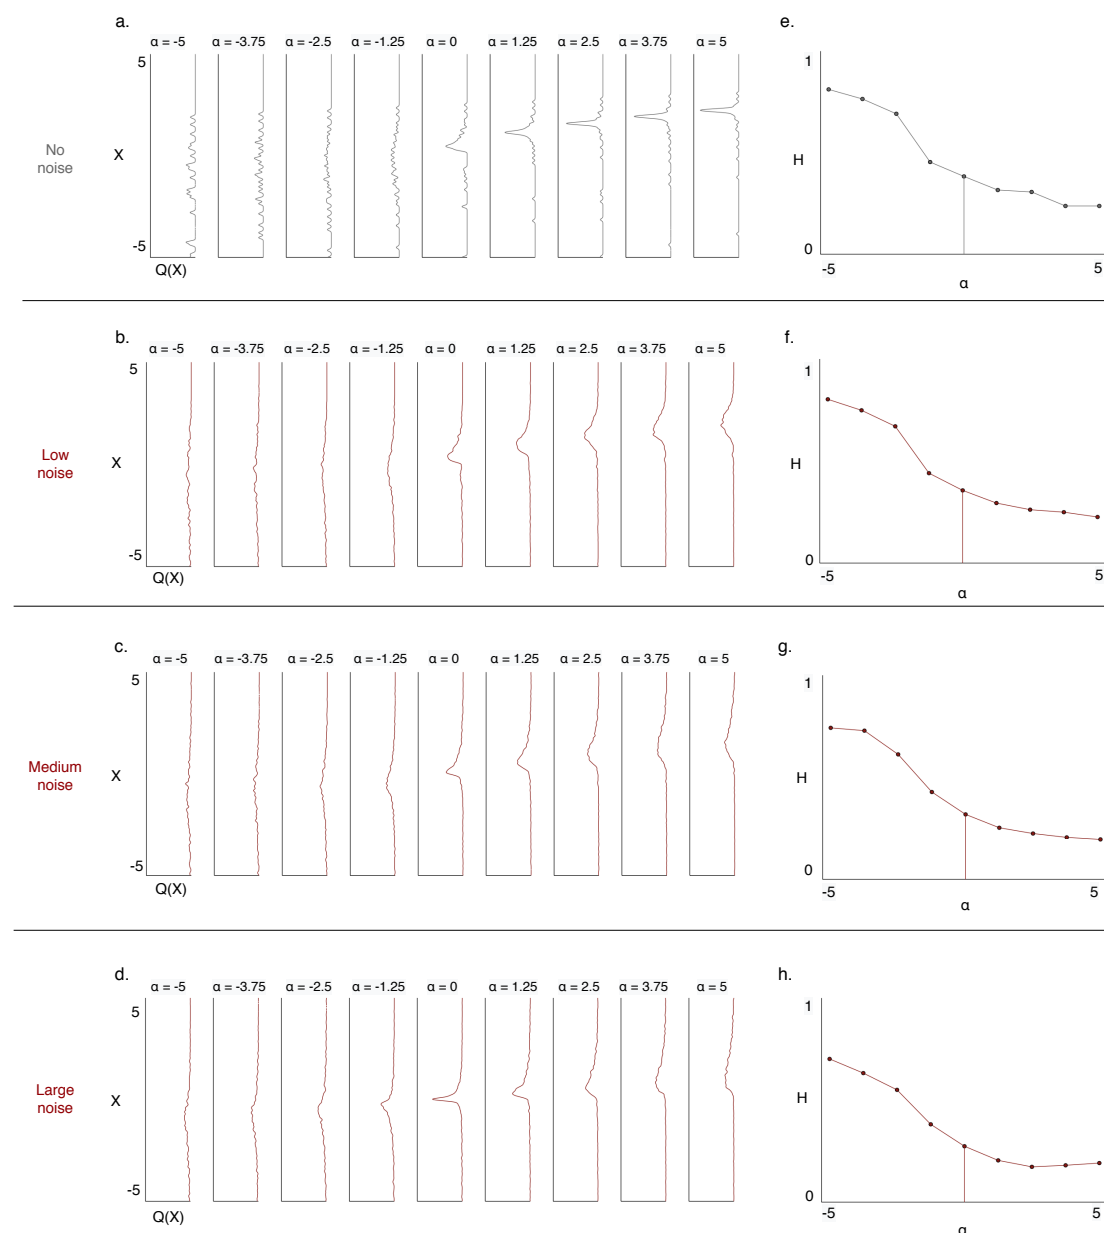 a.
α = -5 α = -3.75 α = -2.5 α = -1.25 α = 0 1.25 α = 2.5 α = 3.75 α = 5
5
No
noise
X
-5
Q(X)
e.
1
H
0
-5 5
α
b.
α = -5 α = -3.75 α = -2.5 α = -1.25 α = 0 α = 1.25 α = 2.5 α = 3.75 α = 5
5
Low
noise
X
-5
Q(X)
f.
1
H
0
-5 5
α
c.
α = -5 α = -3.75 α = -2.5 α = -1.25 α = 0 α = 1.25 α = 2.5 α = 3.75 α = 5
5
Medium
noise
X
-5
Q(X)
g.
1
H
0
-5 5
α
d.
α = -5 α = -3.75 α = -2.5 α = -1.25 α = 0 α = 1.25 α = 2.5 α = 3.75 α = 5
5
Large
noise
X
-5
Q(X)
h.
1
H
0
-5 5
α